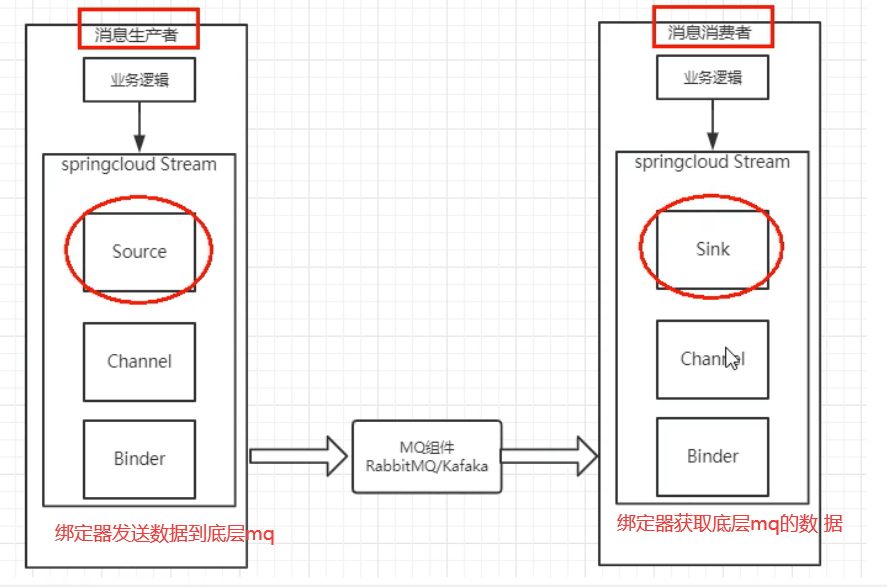 消息生产者
业务逻辑
springcloud Stream
Source
Channel
Binder
绑定器发送数据到底层mq
MQ组件
RabbitMQ/Kafaka
消息消费者
业务逻辑
springcloud Stream
Sink
Channel
Binder
绑定器获取底层mq的数据